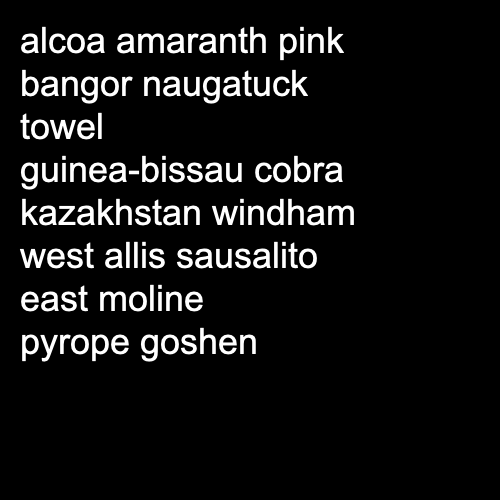 alcoa amaranth pink
bangor naugatuck
towel
guinea-bissau cobra
kazakhstan windham
west allis sausalito
east moline
pyrope goshen